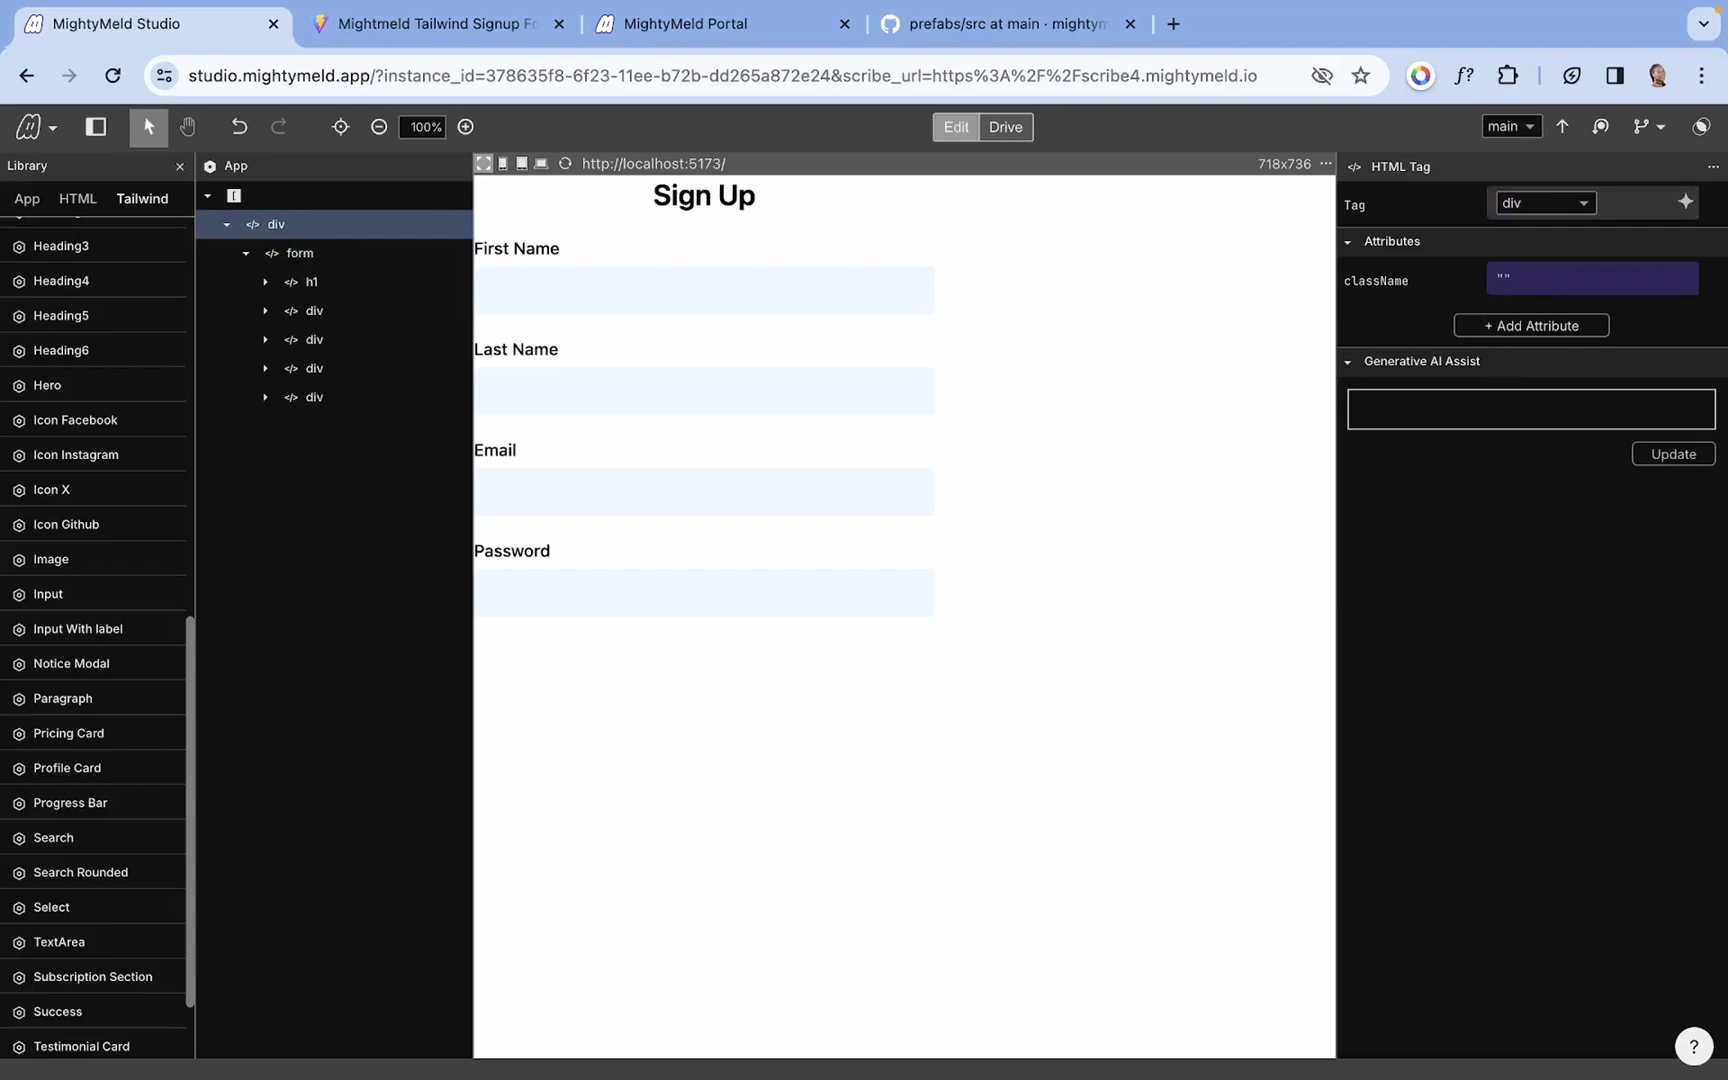 MightyMeld Studio
Mightmeld Tailwind Signup Fo
MightyMeld Portal
prefabs/src at main · mightym
studio.mightymeld.app/?instance_id=378635f8-6f23-11ee-b72b-dd265a872e24&scribe_url=https%3A%2F%2Fscribe4.mightymeld.io
f?
100%
Edit
Drive
main
Library
App
http://localhost:5173/
718x736
HTML Tag
App
HTML
Tailwind
Tag
div
Heading3
Heading4
Heading5
Heading6
Hero
Icon Facebook
Icon Instagram
Icon X
Icon Github
Image
Input
Input With label
Notice Modal
Paragraph
Pricing Card
Profile Card
Progress Bar
Search
Search Rounded
Select
TextArea
Subscription Section
Success
Testimonial Card
div
form
h1
div
div
div
div
Sign Up
First Name
Last Name
Email
Password
Attributes
className
""
+ Add Attribute
Generative AI Assist
Update
?